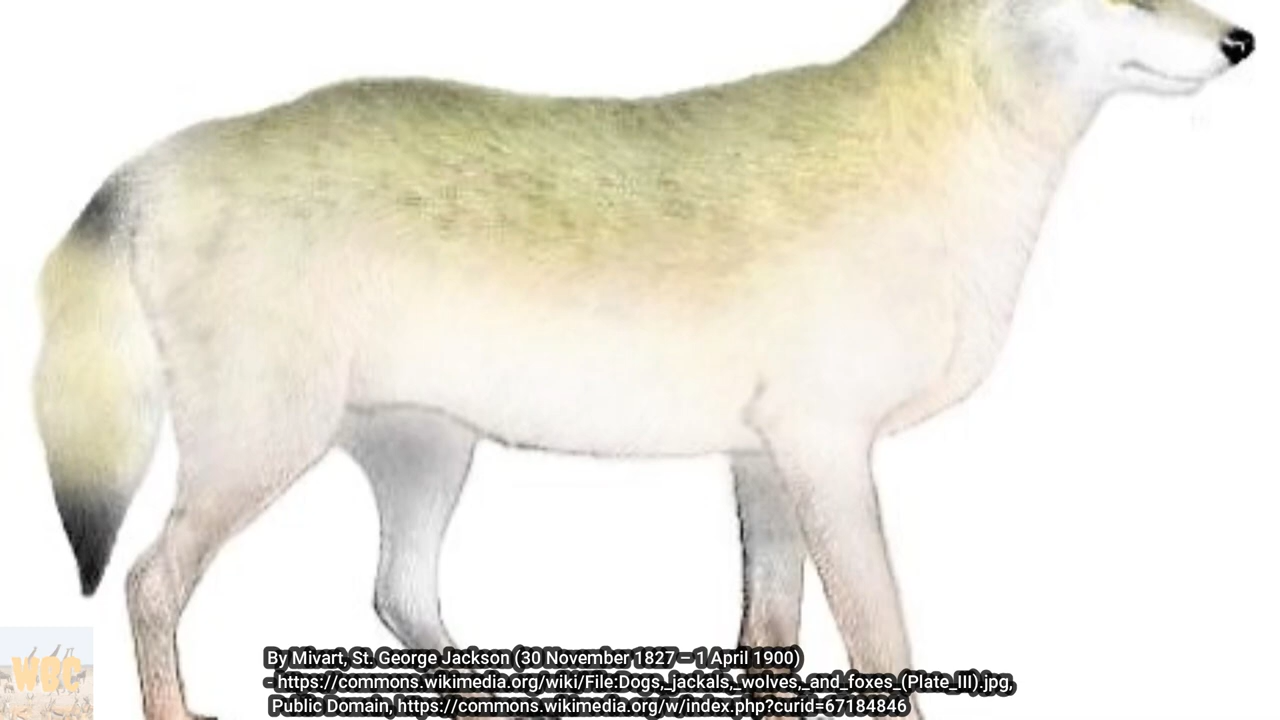 By Mivart, St. George Jackson (30 November 1827 – 1 April 1900)
- https://commons.wikimedia.org/wiki/File:Dogs,_jackals,_wolves,_and_foxes_(Plate_III).jpg,
Public Domain, https://commons.wikimedia.org/w/index.php?curid=67184846
WBC